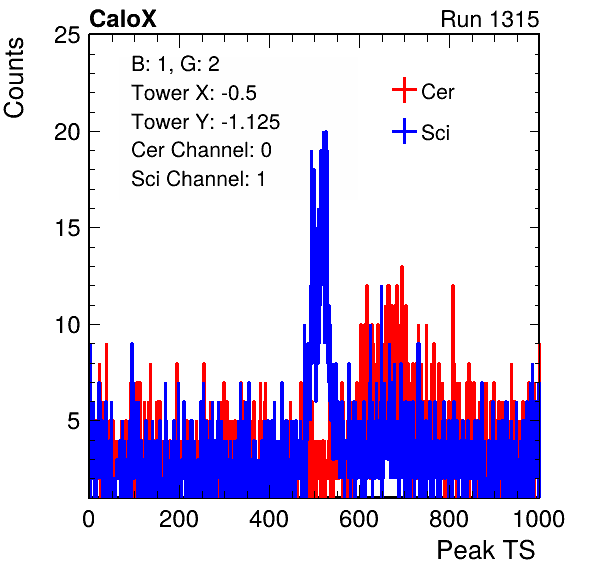 CaloX Run 1315
Counts
25
20
15
10
5
B: 1, G: 2
Tower X: -0.5
Tower Y: -1.125
Cer Channel: 0
Sci Channel: 1
Cer
Sci
0 200 400 600 800 1000
Peak TS